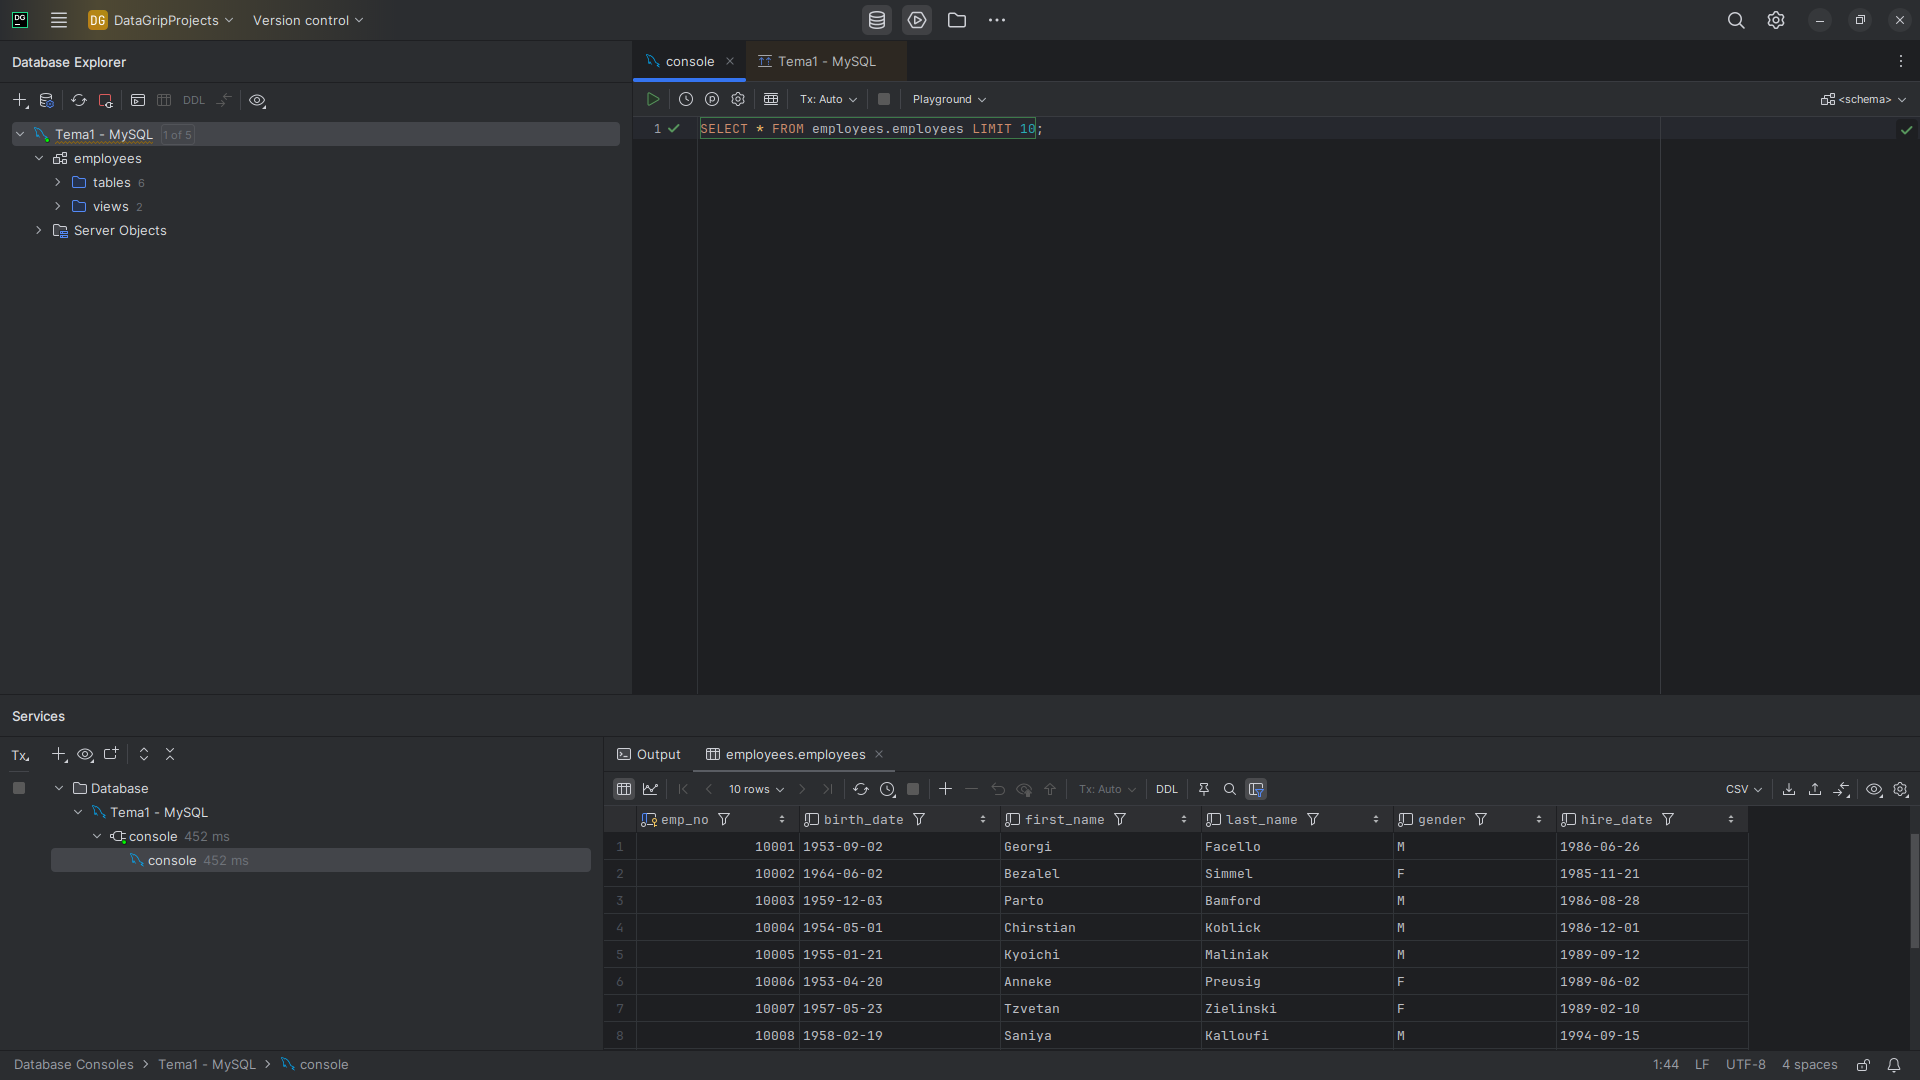 DG DG DataGripProjects Version control
Database Explorer
DDL
Tema1 - MySQL 1 of 5
employees
tables 6
views 2
Server Objects
console Tema1 - MySQL
Tx: Auto Playground <schema>
1 SELECT * FROM employees.employees LIMIT 10;
Services
Tx
Database
Tema1 - MySQL
console 452 ms
console 452 ms
Output employees.employees
10 rows Tx: Auto DDL CSV
emp_no birth_date first_name last_name gender hire_date
1 10001 1953-09-02 Georgi Facello M 1986-06-26
2 10002 1964-06-02 Bezalel Simmel F 1985-11-21
3 10003 1959-12-03 Parto Bamford M 1986-08-28
4 10004 1954-05-01 Chirstian Koblick M 1986-12-01
5 10005 1955-01-21 Kyoichi Maliniak M 1989-09-12
6 10006 1953-04-20 Anneke Preusig F 1989-06-02
7 10007 1957-05-23 Tzvetan Zielinski F 1989-02-10
8 10008 1958-02-19 Saniya Kalloufi M 1994-09-15
Database Consoles Tema1 - MySQL console 1:44 LF UTF-8 4 spaces